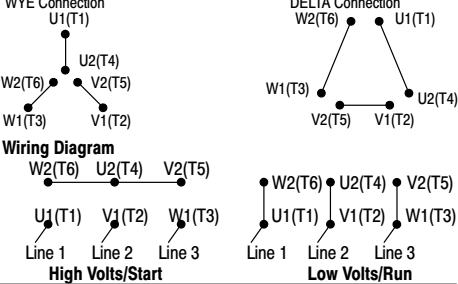 WYE Connection DELTA Connection
U1(T1) W2(T6) U1(T1)
U2(T4)
W2(T6) V2(T5) W1(T3) U2(T4)
W1(T3) V1(T2) V2(T5) V1(T2)
Wiring Diagram
W2(T6) U2(T4) V2(T5) W2(T6) U2(T4) V2(T5)
U1(T1) V1(T2) W1(T3) U1(T1) V1(T2) W1(T3)
Line 1 Line 2 Line 3 Line 1 Line 2 Line 3
High Volts/Start Low Volts/Run